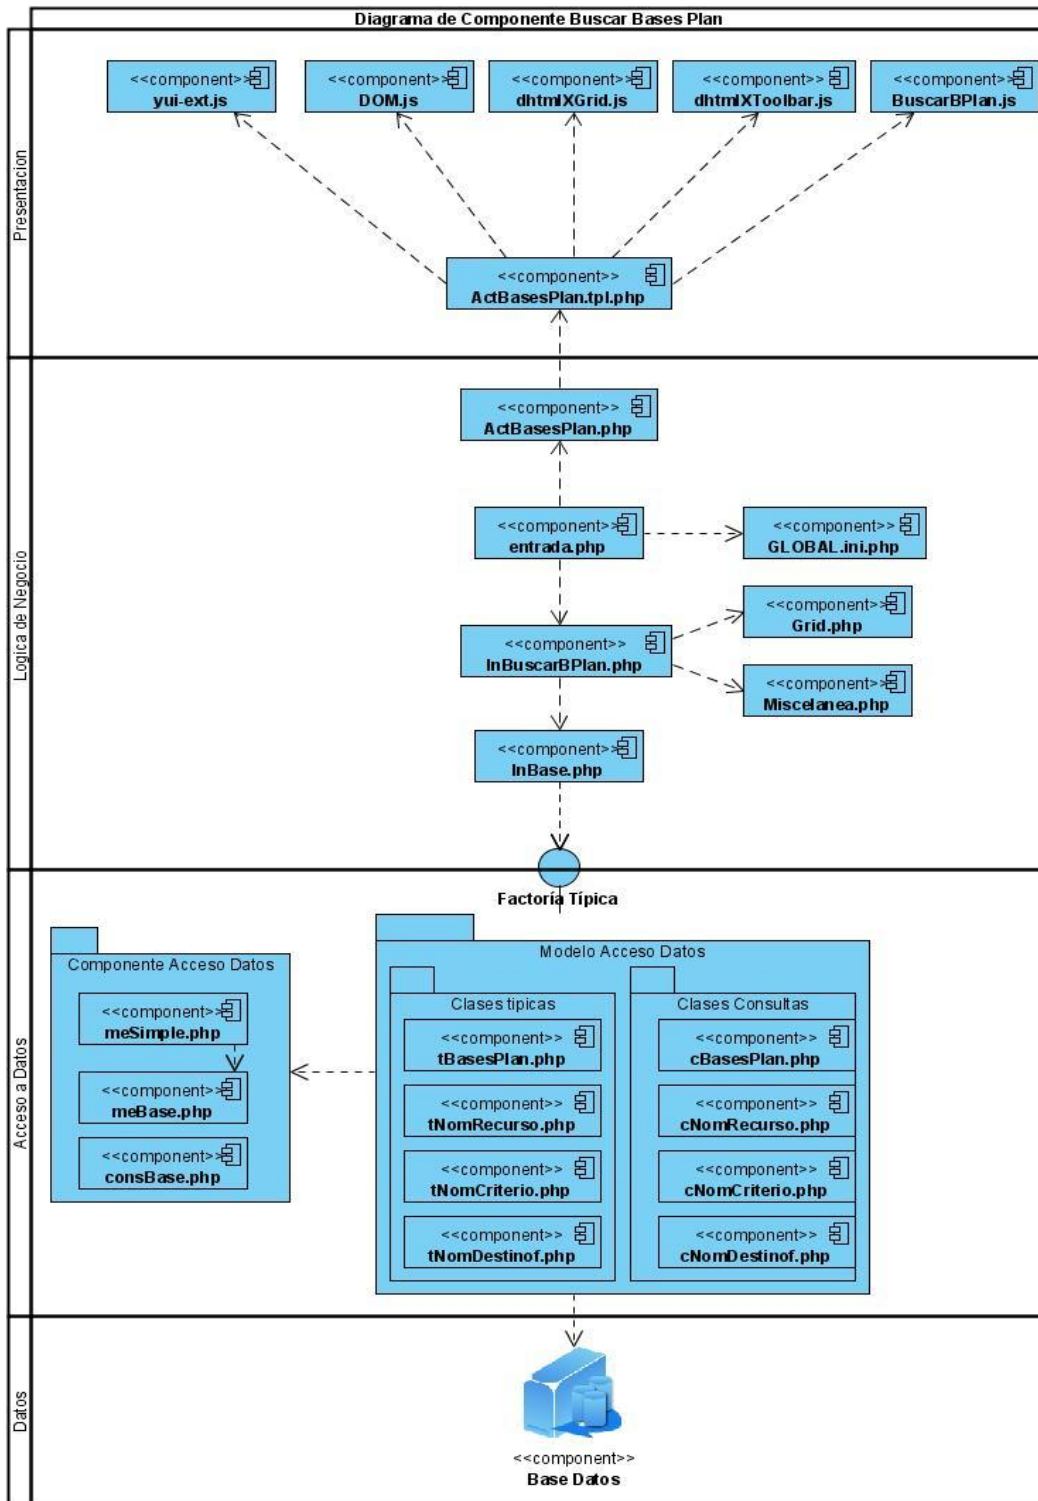 Diagrama de Componente Buscar Bases Plan
Presentacion
<<component>>
yui-ext.js
<<component>>
DOM.js
<<component>>
dhtmlXGrid.js
<<component>>
dhtmlXToolbar.js
<<component>>
BuscarBPlan.js
<<component>>
ActBasesPlan.tpl.php
Logica de Negocio
<<component>>
ActBasesPlan.php
<<component>>
entrada.php
<<component>>
GLOBAL.ini.php
<<component>>
Grid.php
<<component>>
InBuscarBPlan.php
<<component>>
Miscelanea.php
<<component>>
InBase.php
Factoría Típica
Acceso a Datos
Componente Acceso Datos
<<component>>
meSimple.php
<<component>>
meBase.php
<<component>>
consBase.php
Modelo Acceso Datos
Clases tipicas
<<component>>
tBasesPlan.php
<<component>>
tNomRecurso.php
<<component>>
tNomCriterio.php
<<component>>
tNomDestinof.php
Clases Consultas
<<component>>
cBasesPlan.php
<<component>>
cNomRecurso.php
<<component>>
cNomCriterio.php
<<component>>
cNomDestinof.php
Datos
<<component>>
Base Datos